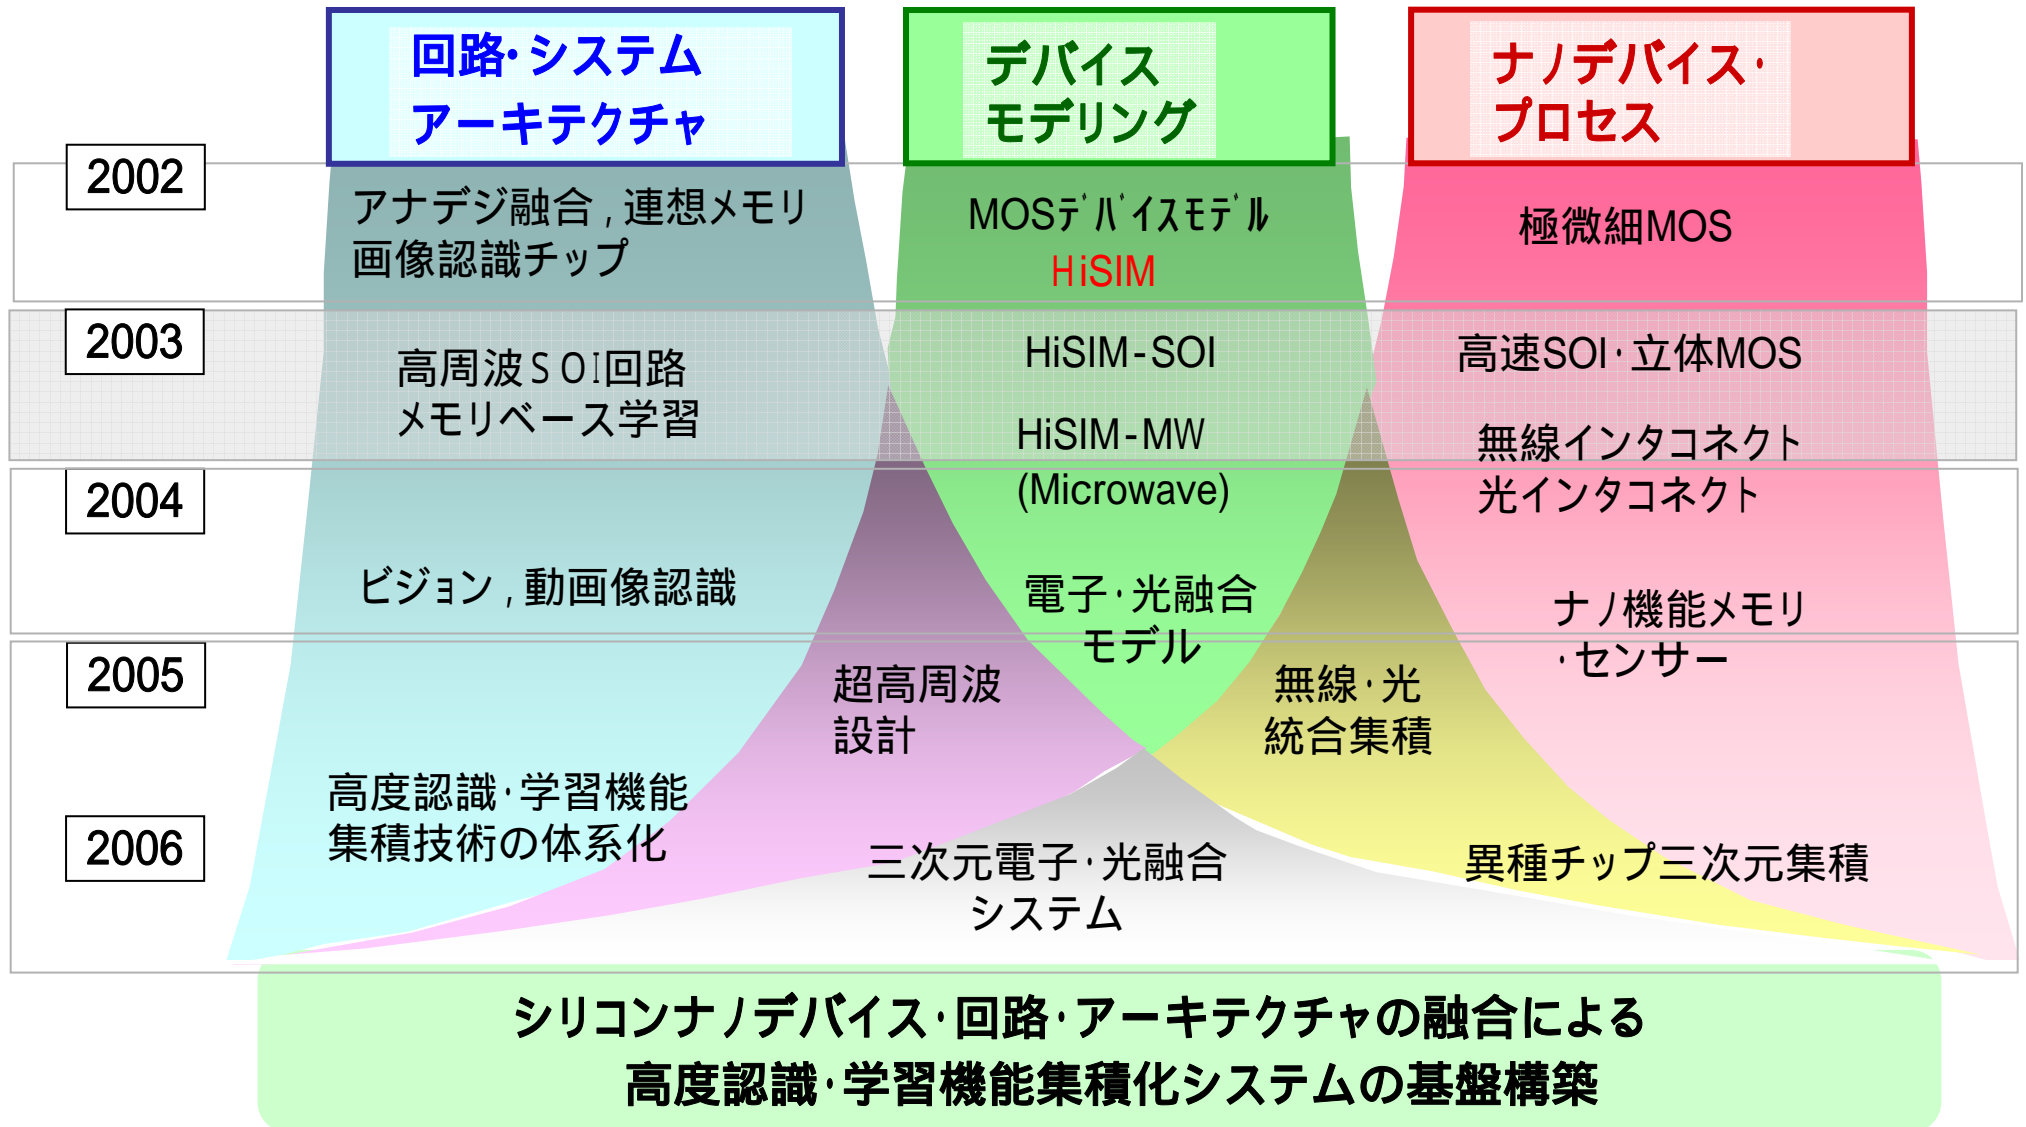 回路・システム
アーキテクチャ
デバイス
モデリング
ナノデバイス・
プロセス
2002
アナデジ融合，連想メモリ
画像認識チップ
MOSﾃﾞﾊﾞｲｽﾓﾃﾞﾙ
HiSIM
極微細MOS
2003
高周波ＳＯＩ回路
メモリベース学習
HiSIM-SOI
高速SOI・立体MOS
HiSIM-MW
(Microwave)
無線インタコネクト
光インタコネクト
2004
ビジョン，動画像認識
電子・光融合
モデル
ナノ機能メモリ
・センサー
2005
超高周波
設計
無線・光
統合集積
高度認識・学習機能
集積技術の体系化
2006
三次元電子・光融合
システム
異種チップ三次元集積
シリコンナノデバイス・回路・アーキテクチャの融合による
高度認識・学習機能集積化システムの基盤構築